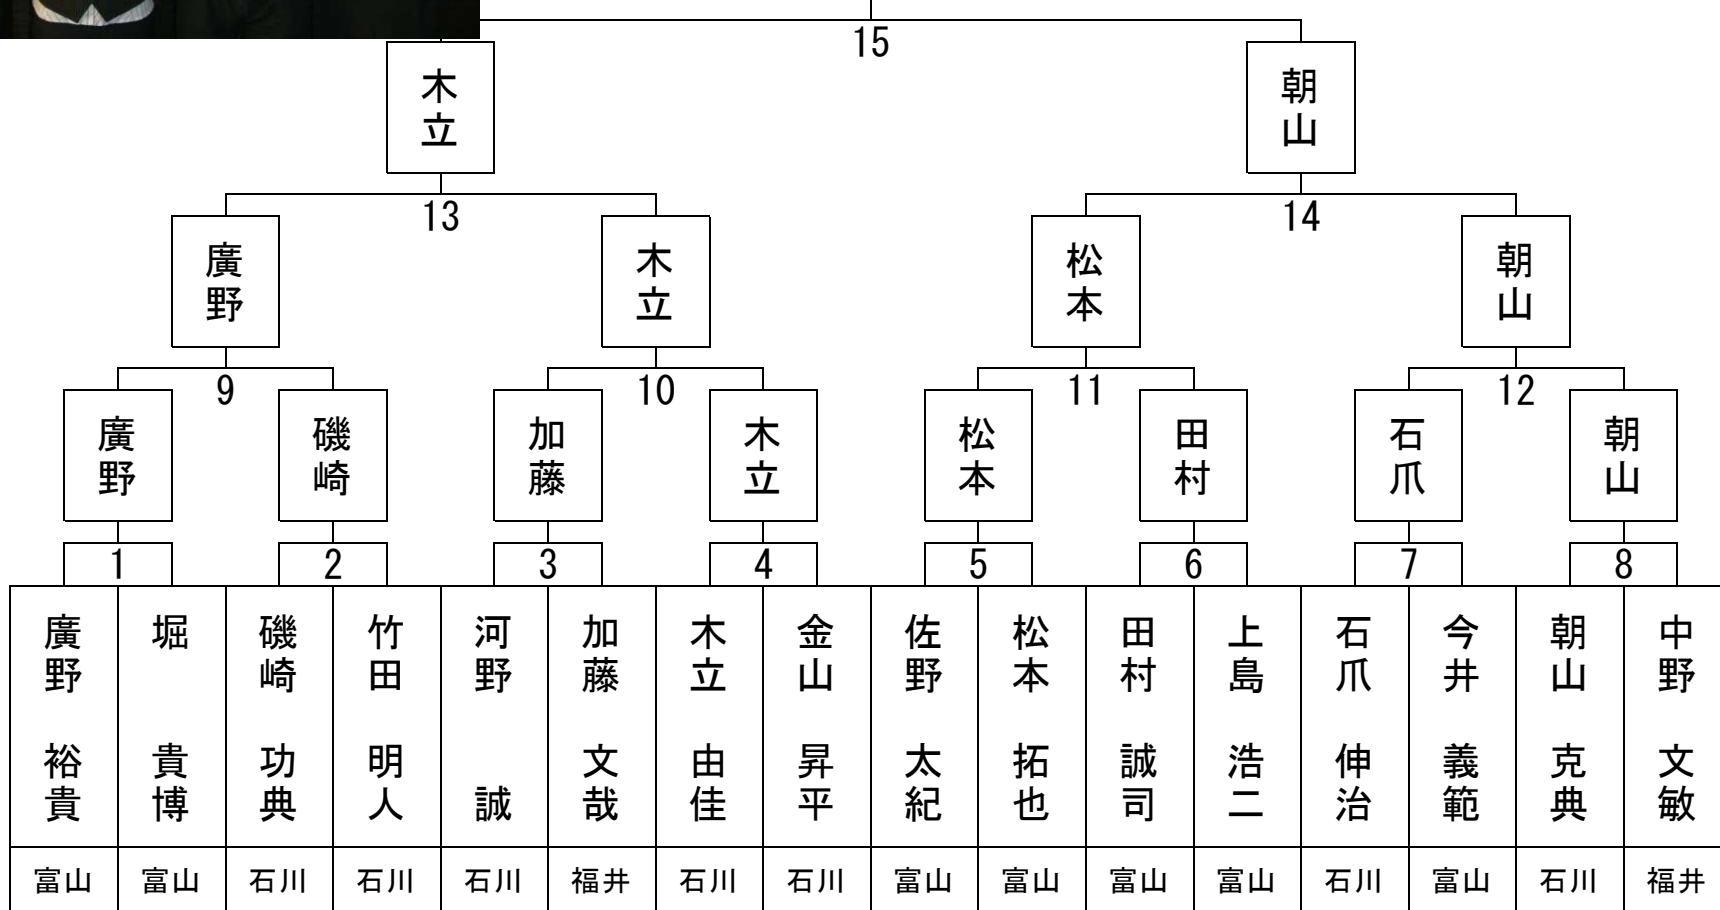 15
木立
朝山
13
14
廣野
木立
松本
朝山
9
10
11
12
廣野
磯崎
加藤
木立
松本
田村
石爪
朝山
1
2
3
4
5
6
7
8
廣野 裕貴
堀 貴博
磯崎 功典
竹田 明人
河野 誠
加藤 文哉
木立 由佳
金山 昇平
佐野 太紀
松本 拓也
田村 誠司
上島 浩二
石爪 伸治
今井 義範
朝山 克典
中野 文敏
富山
富山
石川
石川
石川
福井
石川
石川
富山
富山
富山
富山
石川
富山
石川
福井